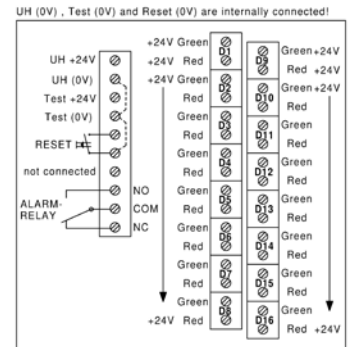 UH (0V) , Test (0V) and Reset (0V) are internally connected!
UH +24V
UH (0V)
Test +24V
Test (0V)
RESET
not connected
NO
ALARM-
RELAY
COM
NC
+24V Green
D1
+24V Red
+24V Green
D2
Red
Green
D3
Red
Green
D4
Red
Green
D5
Red
Green
D6
Red
Green
D7
Red
Green
D8
+24V Red
Green +24V
D9
Red +24V
Green +24V
D10
Red
Green
D11
Red
Green
D12
Red
Green
D13
Red
Green
D14
Red
Green
D15
Red
Green
D16
Red +24V